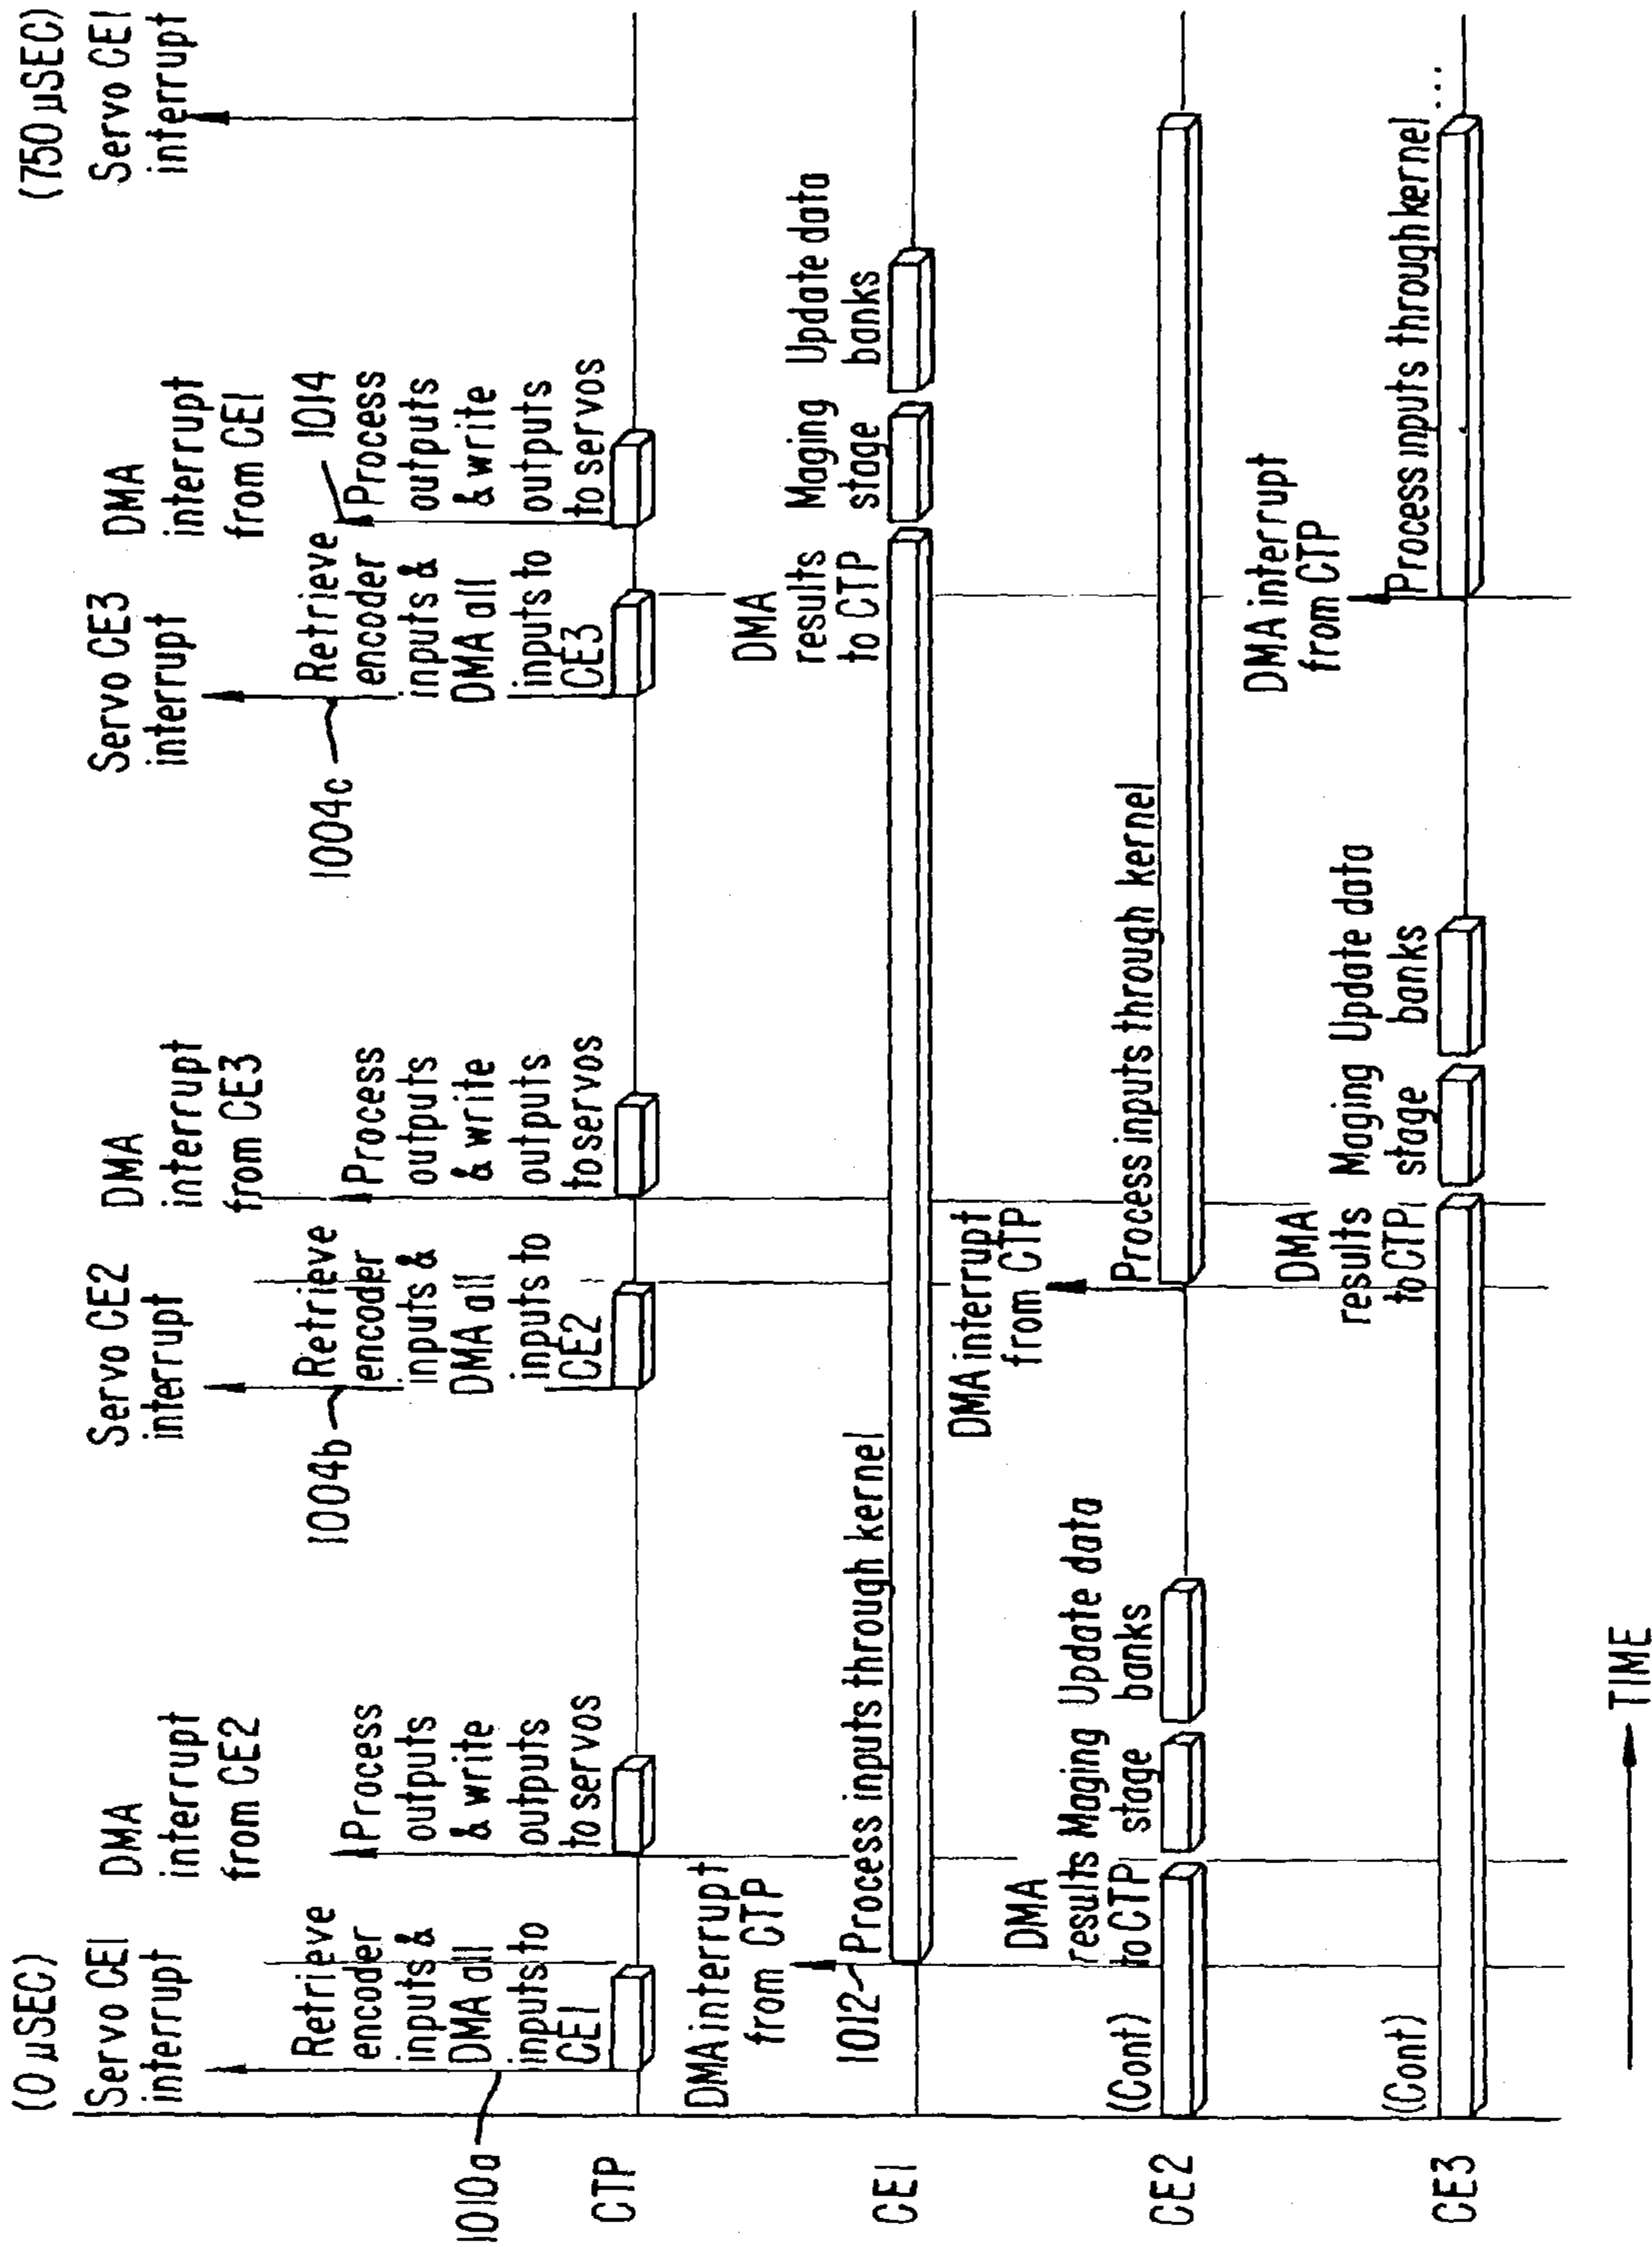 (0 µSEC)
Servo CE1
interrupt
DMA
interrupt
from CE2
Servo CE2
interrupt
DMA
interrupt
from CE3
Servo CE3
interrupt
DMA
interrupt
from CE1
(750 µSEC)
Servo CE1
interrupt
1010a
Retrieve
encoder
inputs &
DMA all
inputs to
CE1
Process
outputs
& write
outputs
to servos
1004b
Retrieve
encoder
inputs &
DMA all
inputs to
CE2
Process
outputs
& write
outputs
to servos
1004c
Retrieve
encoder
inputs &
DMA all
inputs to
CE3
1014
Process
outputs
& write
outputs
to servos
CTP
DMA interrupt
from CTP
1012
Process inputs through kernel
DMA
results
to CTP
Maging
stage
Update data
banks
CE1
(Cont)
DMA
results
to CTP
Maging
stage
Update data
banks
DMA interrupt
from CTP
Process inputs through kernel
CE2
(Cont)
DMA
results
to CTP
Maging
stage
Update data
banks
DMA interrupt
from CTP
Process inputs through kernel
...
CE3
TIME